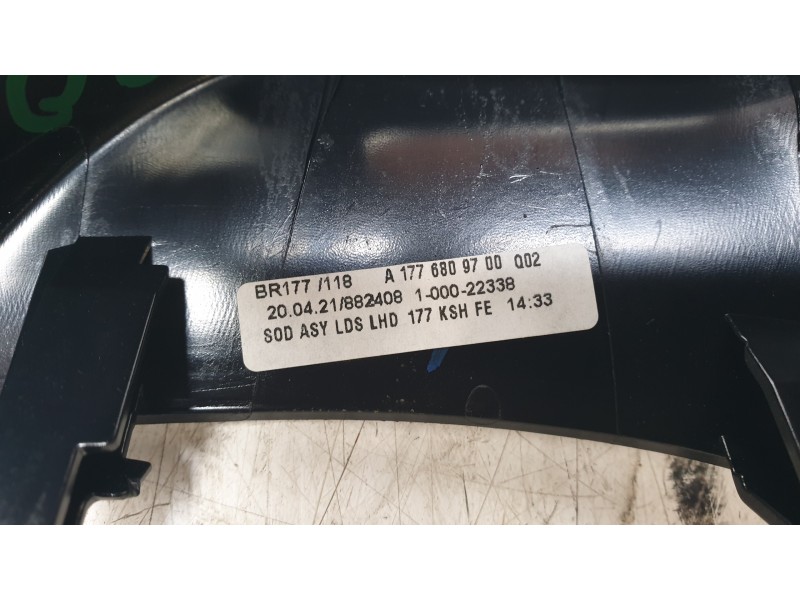 BR177 /118 A 177 680 97 00 Q02
20.04.21/882408 1-000-22338
SOD ASY LDS LHD 177 KSH FE 14:33